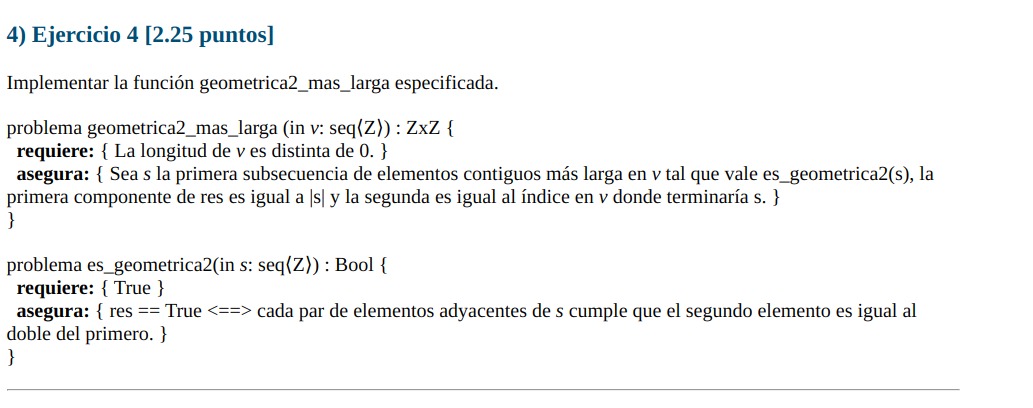 4) Ejercicio 4 [2.25 puntos]
Implementar la función geometrica2_mas_larga especificada.
problema geometrica2_mas_larga (in v: seq⟨Z⟩) : ZxZ {
requiere: { La longitud de v es distinta de 0. }
asegura: { Sea s la primera subsecuencia de elementos contiguos más larga en v tal que vale es_geometrica2(s), la
primera componente de res es igual a |s| y la segunda es igual al índice en v donde terminaría s. }
}
problema es_geometrica2(in s: seq⟨Z⟩) : Bool {
requiere: { True }
asegura: { res == True <==> cada par de elementos adyacentes de s cumple que el segundo elemento es igual al
doble del primero. }
}